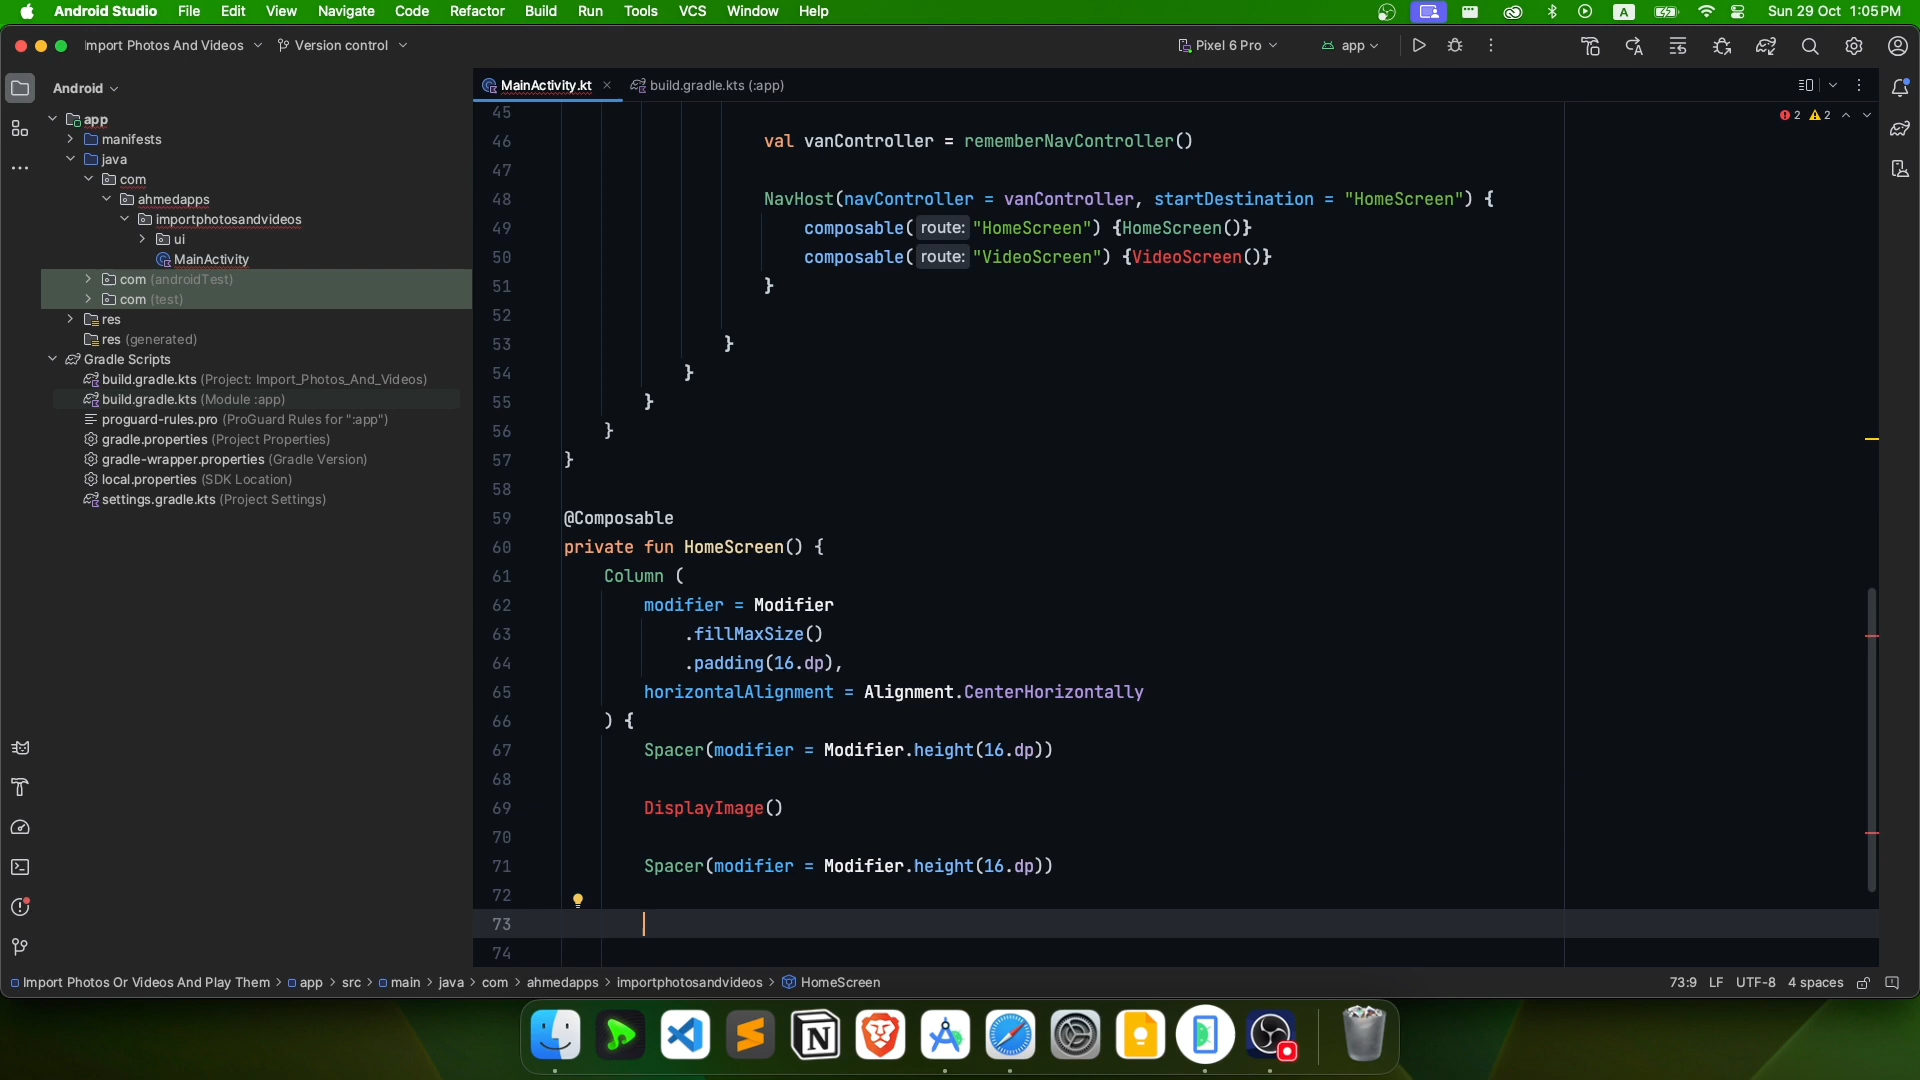 Android Studio File Edit View Navigate Code Refactor Build Run Tools VCS Window Help A Sun 29 Oct 1:05 PM
Import Photos And Videos Version control Pixel 6 Pro app
Android
MainActivity.kt build.gradle.kts (:app)
app
manifests
java
com
ahmedapps
importphotosandvideos
ui
MainActivity
com (androidTest)
com (test)
res
res (generated)
Gradle Scripts
build.gradle.kts (Project: Import_Photos_And_Videos)
build.gradle.kts (Module :app)
proguard-rules.pro (ProGuard Rules for ":app")
gradle.properties (Project Properties)
gradle-wrapper.properties (Gradle Version)
local.properties (SDK Location)
settings.gradle.kts (Project Settings)
2 2
45
46 val vanController = rememberNavController()
47
48 NavHost(navController = vanController, startDestination = "HomeScreen") {
49 composable( route: "HomeScreen") {HomeScreen()}
50 composable( route: "VideoScreen") {VideoScreen()}
51 }
52
53 }
54 }
55 }
56 }
57 }
58
59 @Composable
60 private fun HomeScreen() {
61 Column (
62 modifier = Modifier
63 .fillMaxSize()
64 .padding(16.dp),
65 horizontalAlignment = Alignment.CenterHorizontally
66 ) {
67 Spacer(modifier = Modifier.height(16.dp))
68
69 DisplayImage()
70
71 Spacer(modifier = Modifier.height(16.dp))
72
73
74
Import Photos Or Videos And Play Them > app > src > main > java > com > ahmedapps > importphotosandvideos > HomeScreen 73:9 LF UTF-8 4 spaces